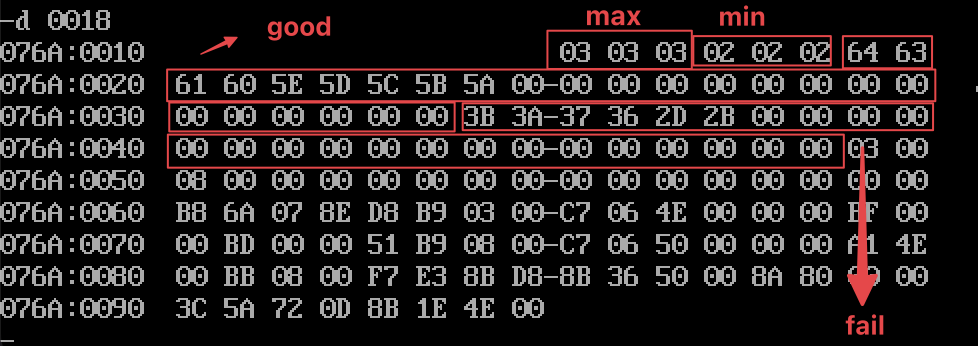 -d 0018
good
max
min
076A:0010 03 03 03 02 02 02 64 63
076A:0020 61 60 5E 5D 5C 5B 5A 00-00 00 00 00 00 00 00 00
076A:0030 00 00 00 00 00 00 3B 3A-37 36 2D 2B 00 00 00 00
076A:0040 00 00 00 00 00 00 00 00-00 00 00 00 00 00 03 00
076A:0050 08 00 00 00 00 00 00 00-00 00 00 00 00 00 00 00
076A:0060 B8 6A 07 8E D8 B9 03 00-C7 06 4E 00 00 00 BF 00
076A:0070 00 BD 00 00 51 B9 08 00-C7 06 50 00 00 00 A1 4E
076A:0080 00 BB 08 00 F7 E3 8B D8-8B 36 50 00 8A 80 00
076A:0090 3C 5A 72 0D 8B 1E 4E 00
fail